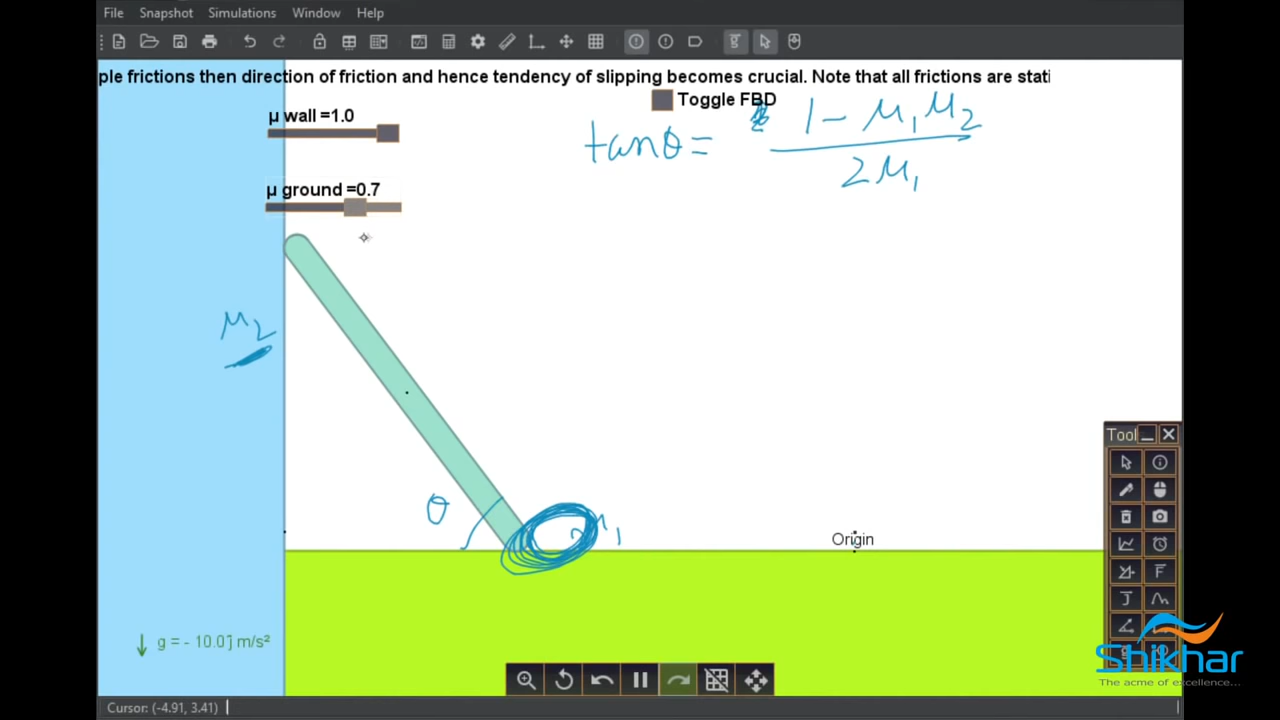 File Snapshot Simulations Window Help
ple frictions then direction of friction and hence tendency of slipping becomes crucial. Note that all frictions are stati
Toggle FBD
μ wall =1.0
tanθ = 1 - μ₁μ₂
2μ₁
μ ground =0.7
μ₂
Tool
θ
μ₁
Origin
g = - 10.0 ĵ m/s²
Shikhar
The acme of excellence...
Cursor: (-4.91, 3.41)